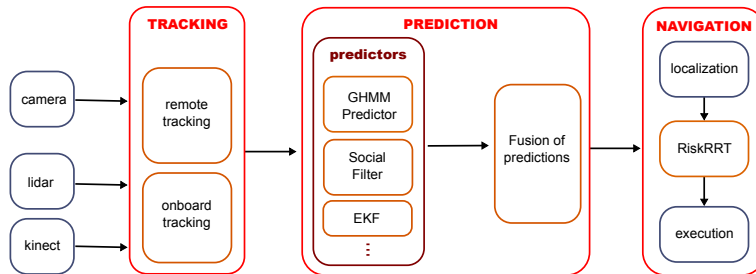 TRACKING
PREDICTION
NAVIGATION
camera
lidar
kinect
remote
tracking
onboard
tracking
predictors
GHMM
Predictor
Social
Filter
EKF
...
Fusion of
predictions
localization
RiskRRT
execution